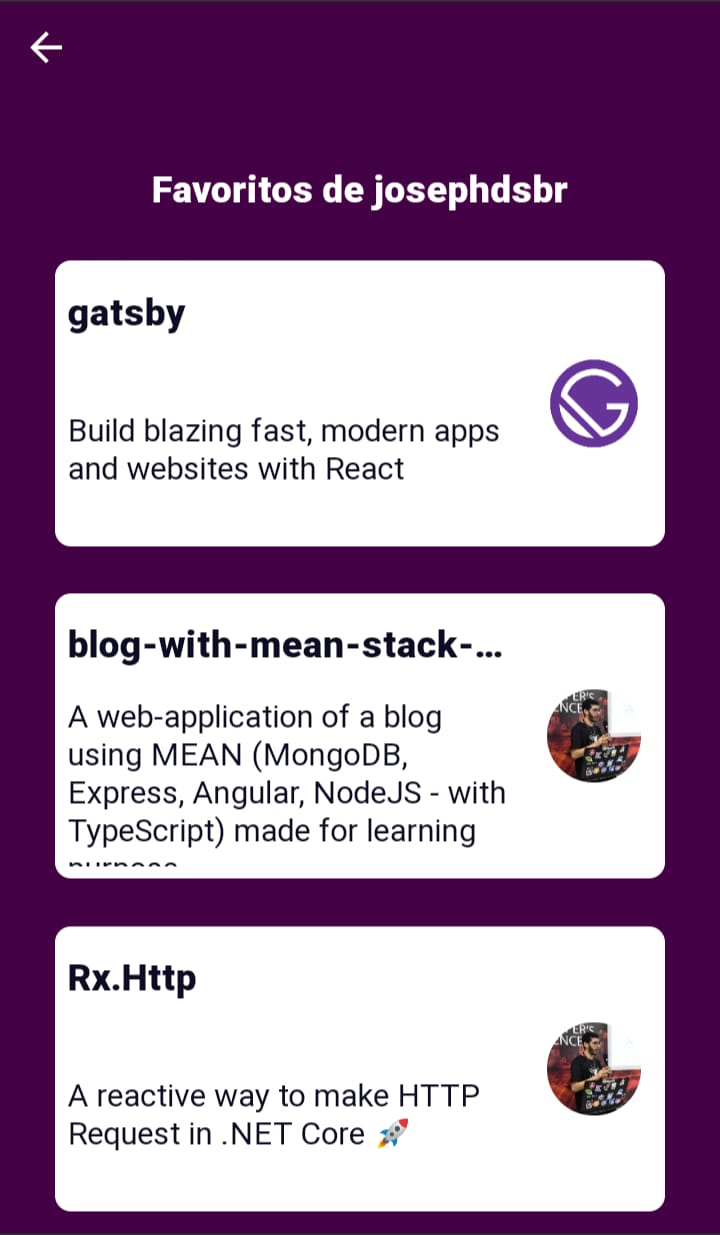 Favoritos de josephdsbr
gatsby
Build blazing fast, modern apps
and websites with React
blog-with-mean-stack-...
A web-application of a blog
using MEAN (MongoDB,
Express, Angular, NodeJS - with
TypeScript) made for learning
Rx.Http
A reactive way to make HTTP
Request in .NET Core 🚀